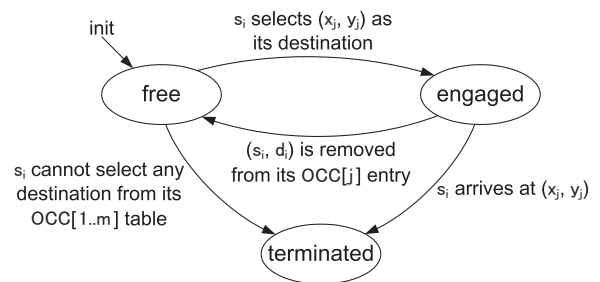 init
sᵢ selects (xⱼ, yⱼ) as
its destination
free
engaged
(sᵢ, dᵢ) is removed
from its OCC[j] entry
sᵢ cannot select any
destination from its
OCC[1..m] table
sᵢ arrives at (xⱼ, yⱼ)
terminated